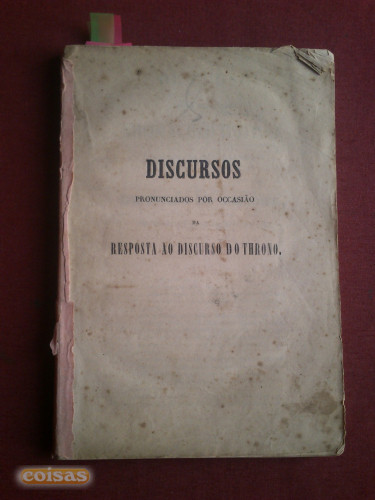 DISCURSOS
PRONUNCIADOS POR OCCASIÃO
DA
RESPOSTA AO DISCURSO DO THRONO.
coisas